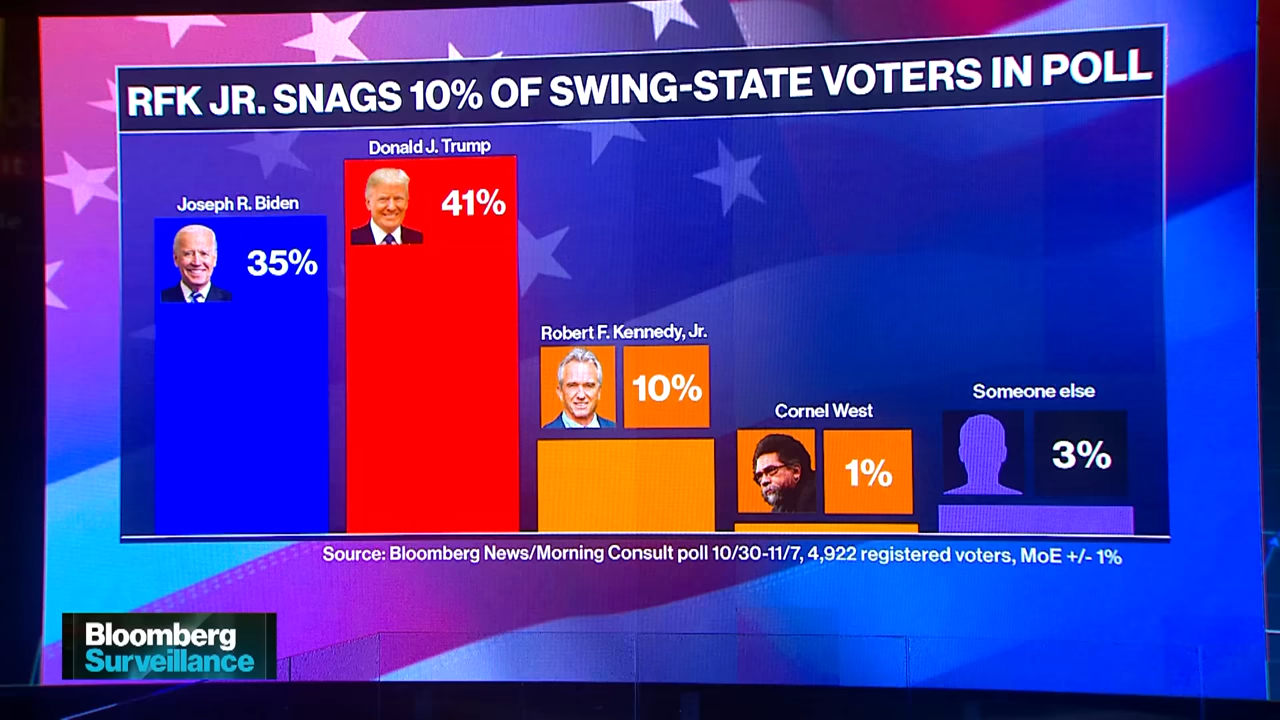 RFK JR. SNAGS 10% OF SWING-STATE VOTERS IN POLL
Donald J. Trump
41%
Joseph R. Biden
35%
Robert F. Kennedy, Jr.
10%
Cornel West
1%
Someone else
3%
Source: Bloomberg News/Morning Consult poll 10/30-11/7, 4,922 registered voters, MoE +/- 1%
Bloomberg
Surveillance